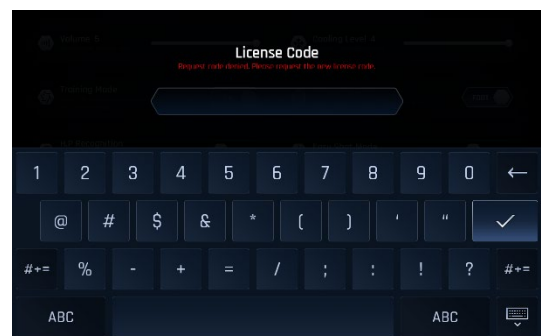 License Code
Request code denied. Please request the new license code.
1 2 3 4 5 6 7 8 9 0 ←
@ # $ & * ( ) ' " ✓
#+= % - + = / ; : ! ? #+=
ABC ABC